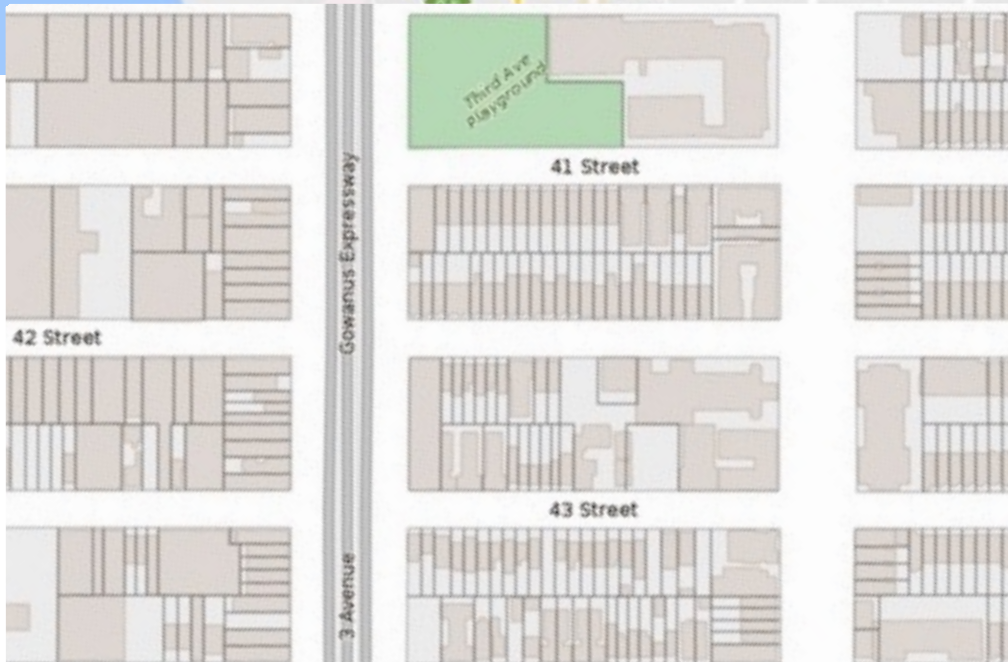 Third Ave
playground
41 Street
Gowanus Expressway
42 Street
43 Street
3 Avenue